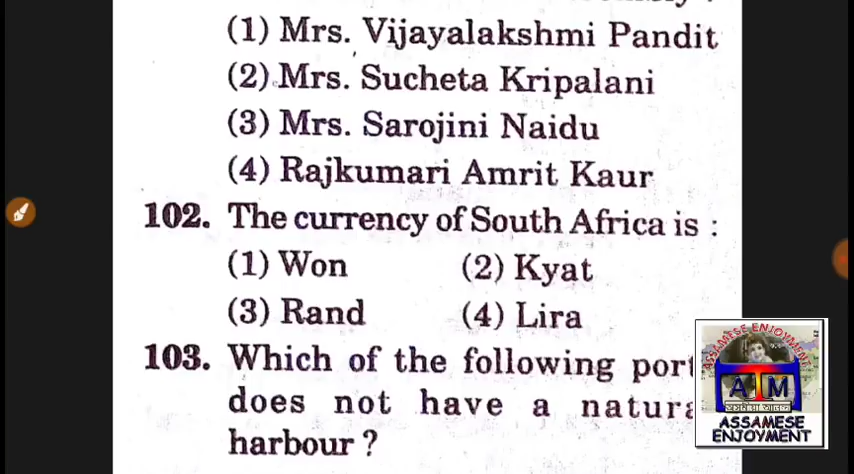 (1) Mrs. Vijayalakshmi Pandit
(2) Mrs. Sucheta Kripalani
(3) Mrs. Sarojini Naidu
(4) Rajkumari Amrit Kaur
102. The currency of South Africa is :
(1) Won (2) Kyat
(3) Rand (4) Lira
103. Which of the following port
does not have a natura
harbour ?
ASSAMESE ENJOYMENT
A M
ASSAMESE
ENJOYMENT